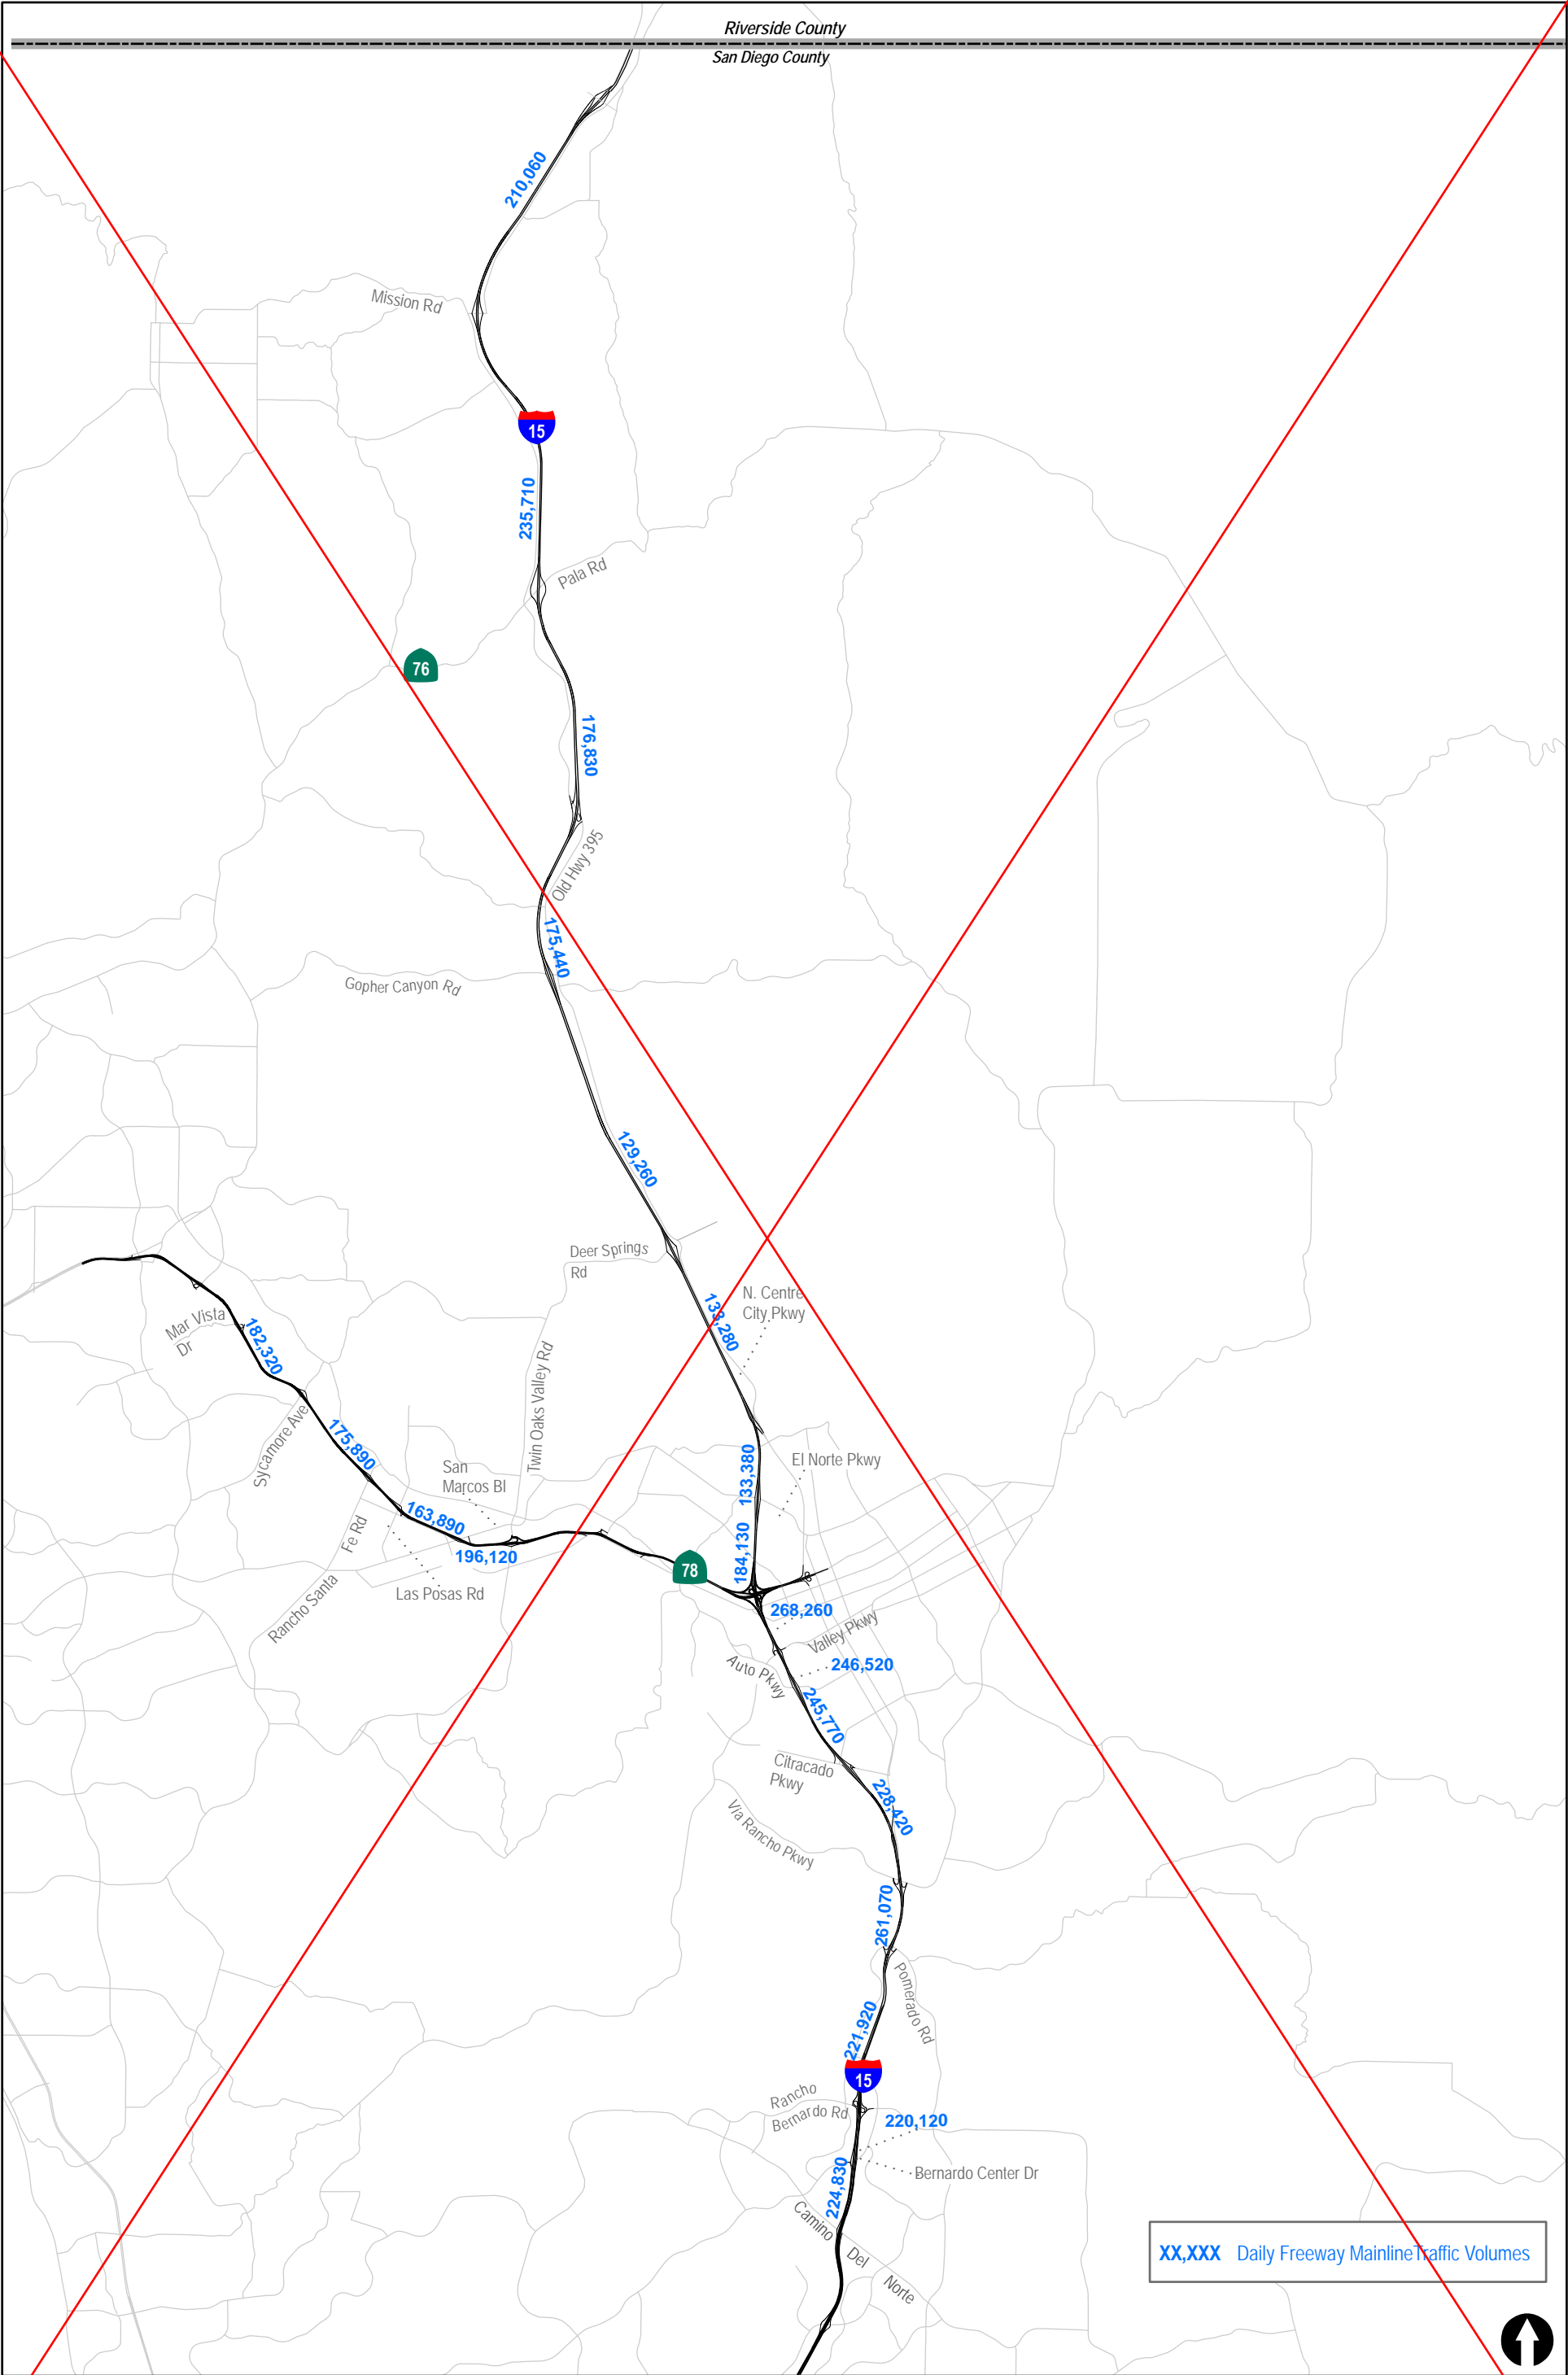 Riverside County
San Diego County
210,060
Mission Rd
15
235,710
Pala Rd
76
176,830
Old Hwy 395
175,440
Gopher Canyon Rd
129,260
Deer Springs
Rd
N. Centre
City Pkwy
133,280
Mar Vista
Dr
182,320
Twin Oaks Valley Rd
Sycamore Ave
175,890
San
Marcos Bl
133,380
El Norte Pkwy
163,890
Fe Rd
196,120
184,130
78
Las Posas Rd
Rancho Santa
268,260
Valley Pkwy
246,520
Auto Pkwy
245,770
Citracado
Pkwy
228,420
Via Rancho Pkwy
261,070
Pomerado Rd
221,920
15
Rancho
Bernardo Rd
220,120
Bernardo Center Dr
224,830
Camino
Del
Norte
XX,XXX Daily Freeway Mainline Traffic Volumes